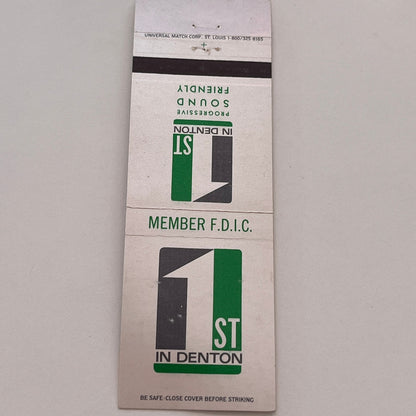 UNIVERSAL MATCH CORP. ST. LOUIS 1-800/325-6165
PROGRESSIVE
SOUND
FRIENDLY
1ST
IN DENTON
MEMBER F.D.I.C.
1ST
IN DENTON
BE SAFE-CLOSE COVER BEFORE STRIKING